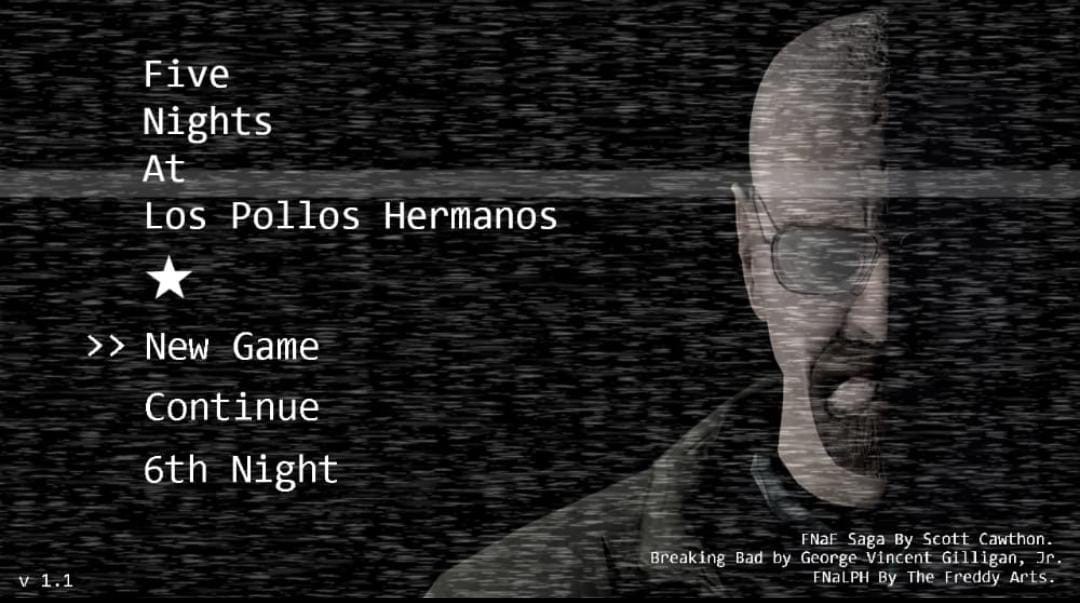 Five
Nights
At
Los Pollos Hermanos
>> New Game
Continue
6th Night
FNaF Saga By Scott Cawthon.
Breaking Bad by George Vincent Gilligan, Jr.
FNaLPH By The Freddy Arts.
v 1.1